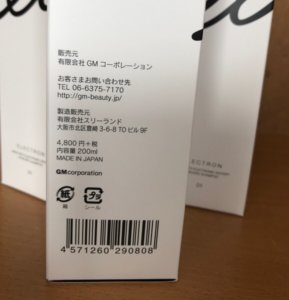 販売元
有限会社 GM コーポレーション
お客さまお問い合わせ先
TEL 06-6375-7170
http://gm-beauty.jp/
製造販売元
有限会社スリーランド
大阪市北区豊崎 3-6-8 TO ビル 9F
4,800 円+税
内容量 200ml
MADE IN JAPAN
GMcorporation
紙
プラ
箱
シール
4 571260 290808
ELECTRON